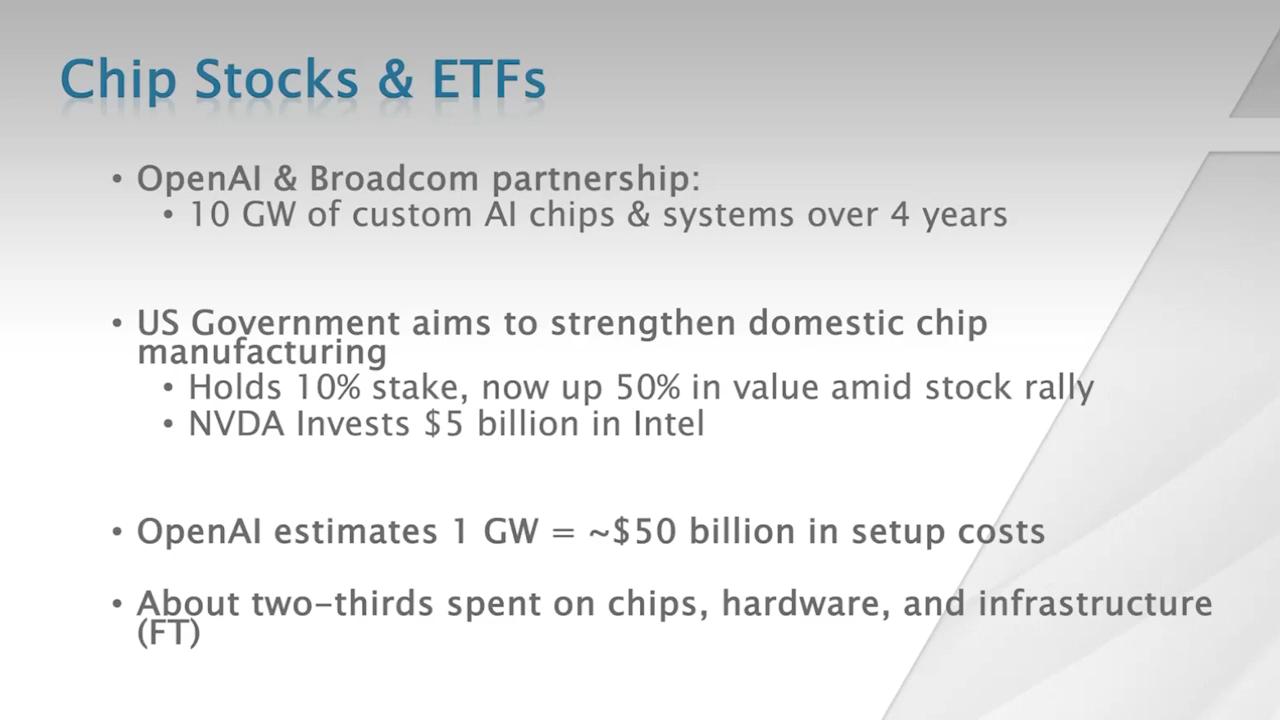 Chip Stocks & ETFs
• OpenAI & Broadcom partnership:
• 10 GW of custom AI chips & systems over 4 years
• US Government aims to strengthen domestic chip
manufacturing
• Holds 10% stake, now up 50% in value amid stock rally
• NVDA Invests $5 billion in Intel
• OpenAI estimates 1 GW = ~$50 billion in setup costs
• About two-thirds spent on chips, hardware, and infrastructure
(FT)